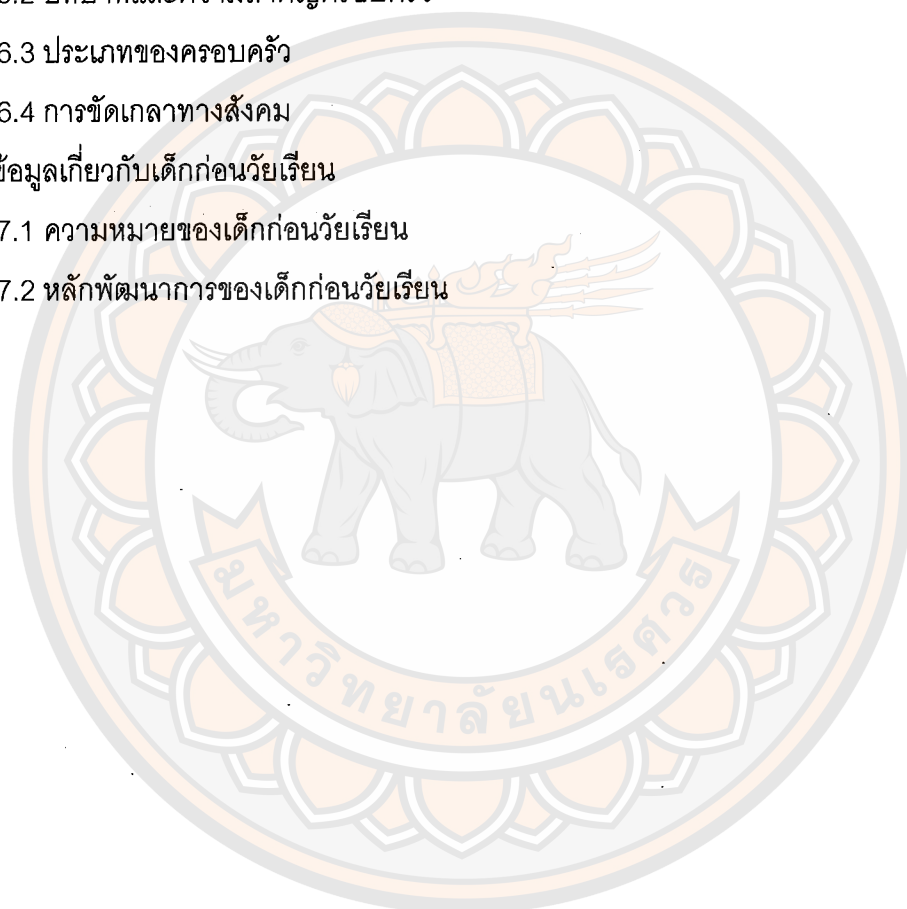 6.3 ประเภทของครอบครัว
6.4 การขัดเกลาทางสังคม
ข้อมูลเกี่ยวกับเด็กก่อนวัยเรียน
7.1 ความหมายของเด็กก่อนวัยเรียน
7.2 หลักพัฒนาการของเด็กก่อนวัยเรียน
มหาวิทยาลัยนเรศวร